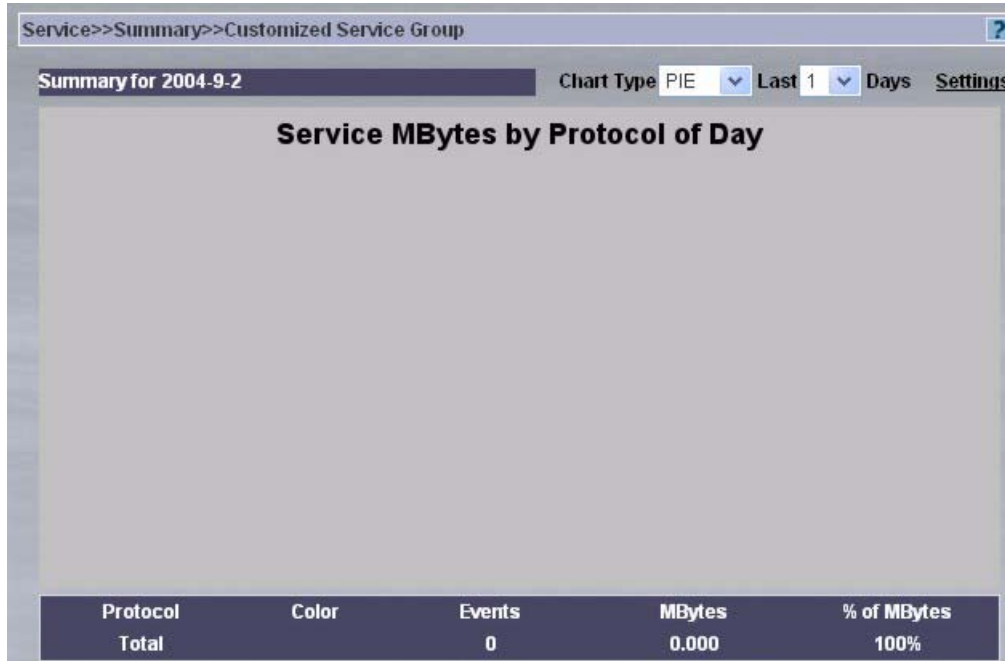 Service>>Summary>>Customized Service Group ?
Summary for 2004-9-2 Chart Type PIE Last 1 Days Settings
Service MBytes by Protocol of Day
Protocol Color Events MBytes % of MBytes
Total 0 0.000 100%